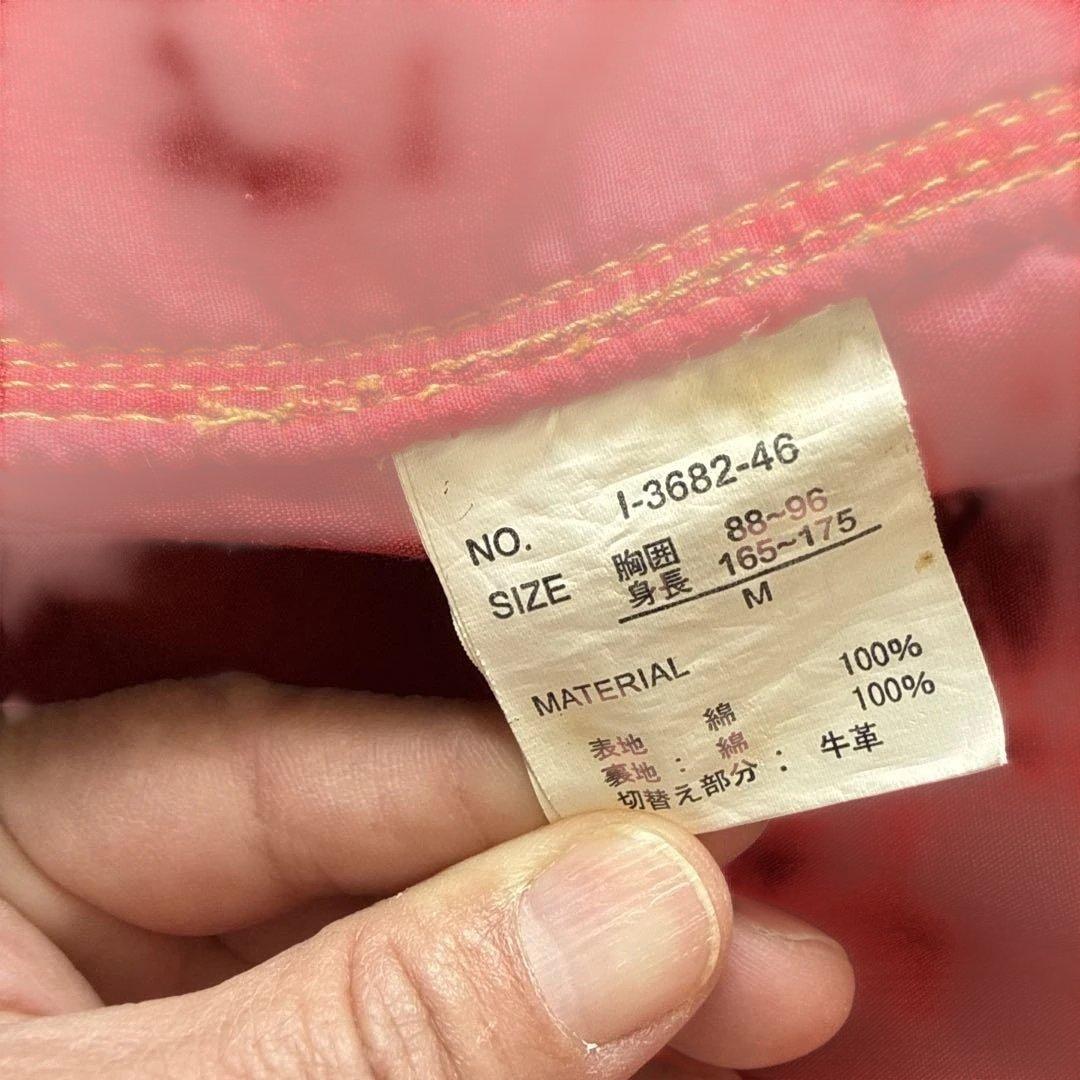 NO. I-3682-46
SIZE 胸囲 88~96
身長 165~175
M
MATERIAL
表地 綿 100%
裏地 : 綿 100%
切替え部分 : 牛革